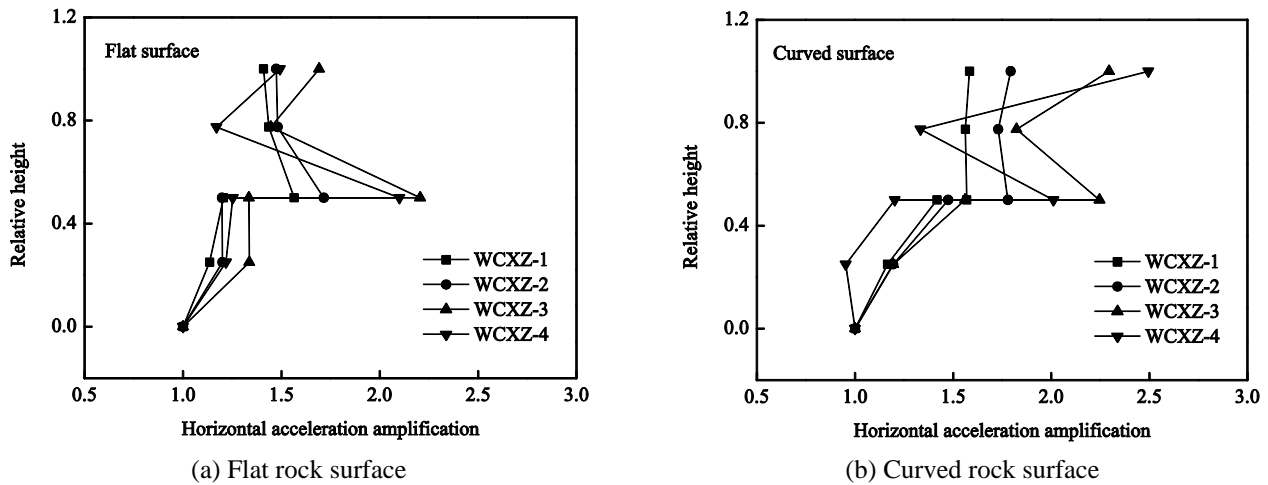 1.2
0.8
0.4
0.0
Relative height
Flat surface
WCXZ-1
WCXZ-2
WCXZ-3
WCXZ-4
0.5 1.0 1.5 2.0 2.5 3.0
Horizontal acceleration amplification
(a) Flat rock surface
1.2
0.8
0.4
0.0
Relative height
Curved surface
WCXZ-1
WCXZ-2
WCXZ-3
WCXZ-4
0.5 1.0 1.5 2.0 2.5 3.0
Horizontal acceleration amplification
(b) Curved rock surface